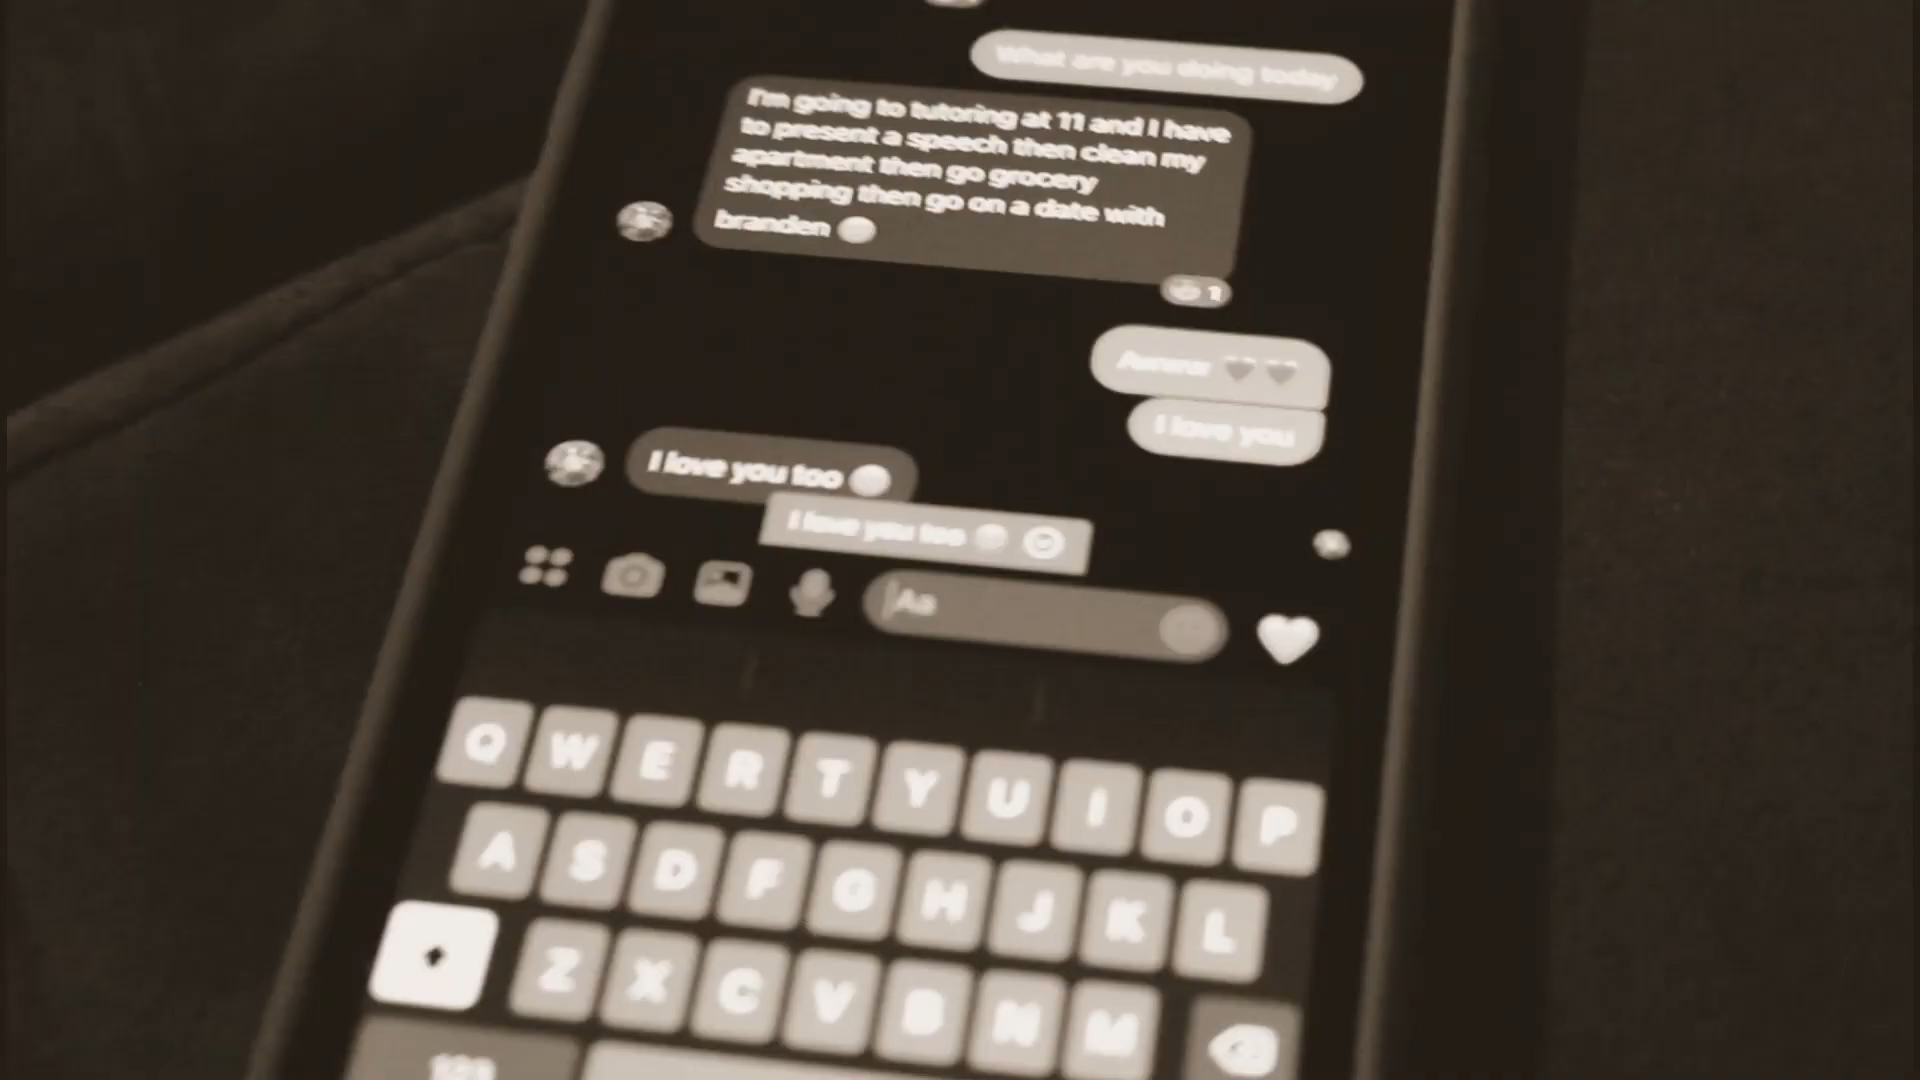 What are you doing today
I'm going to tutoring at 11 and I have
to present a speech then clean my
apartment then go grocery
shopping then go on a date with
branden
1
I love you
I love you too
I love you too
Aa
Q W E R T Y U I O P
A S D F G H J K L
Z X C V B N M
123